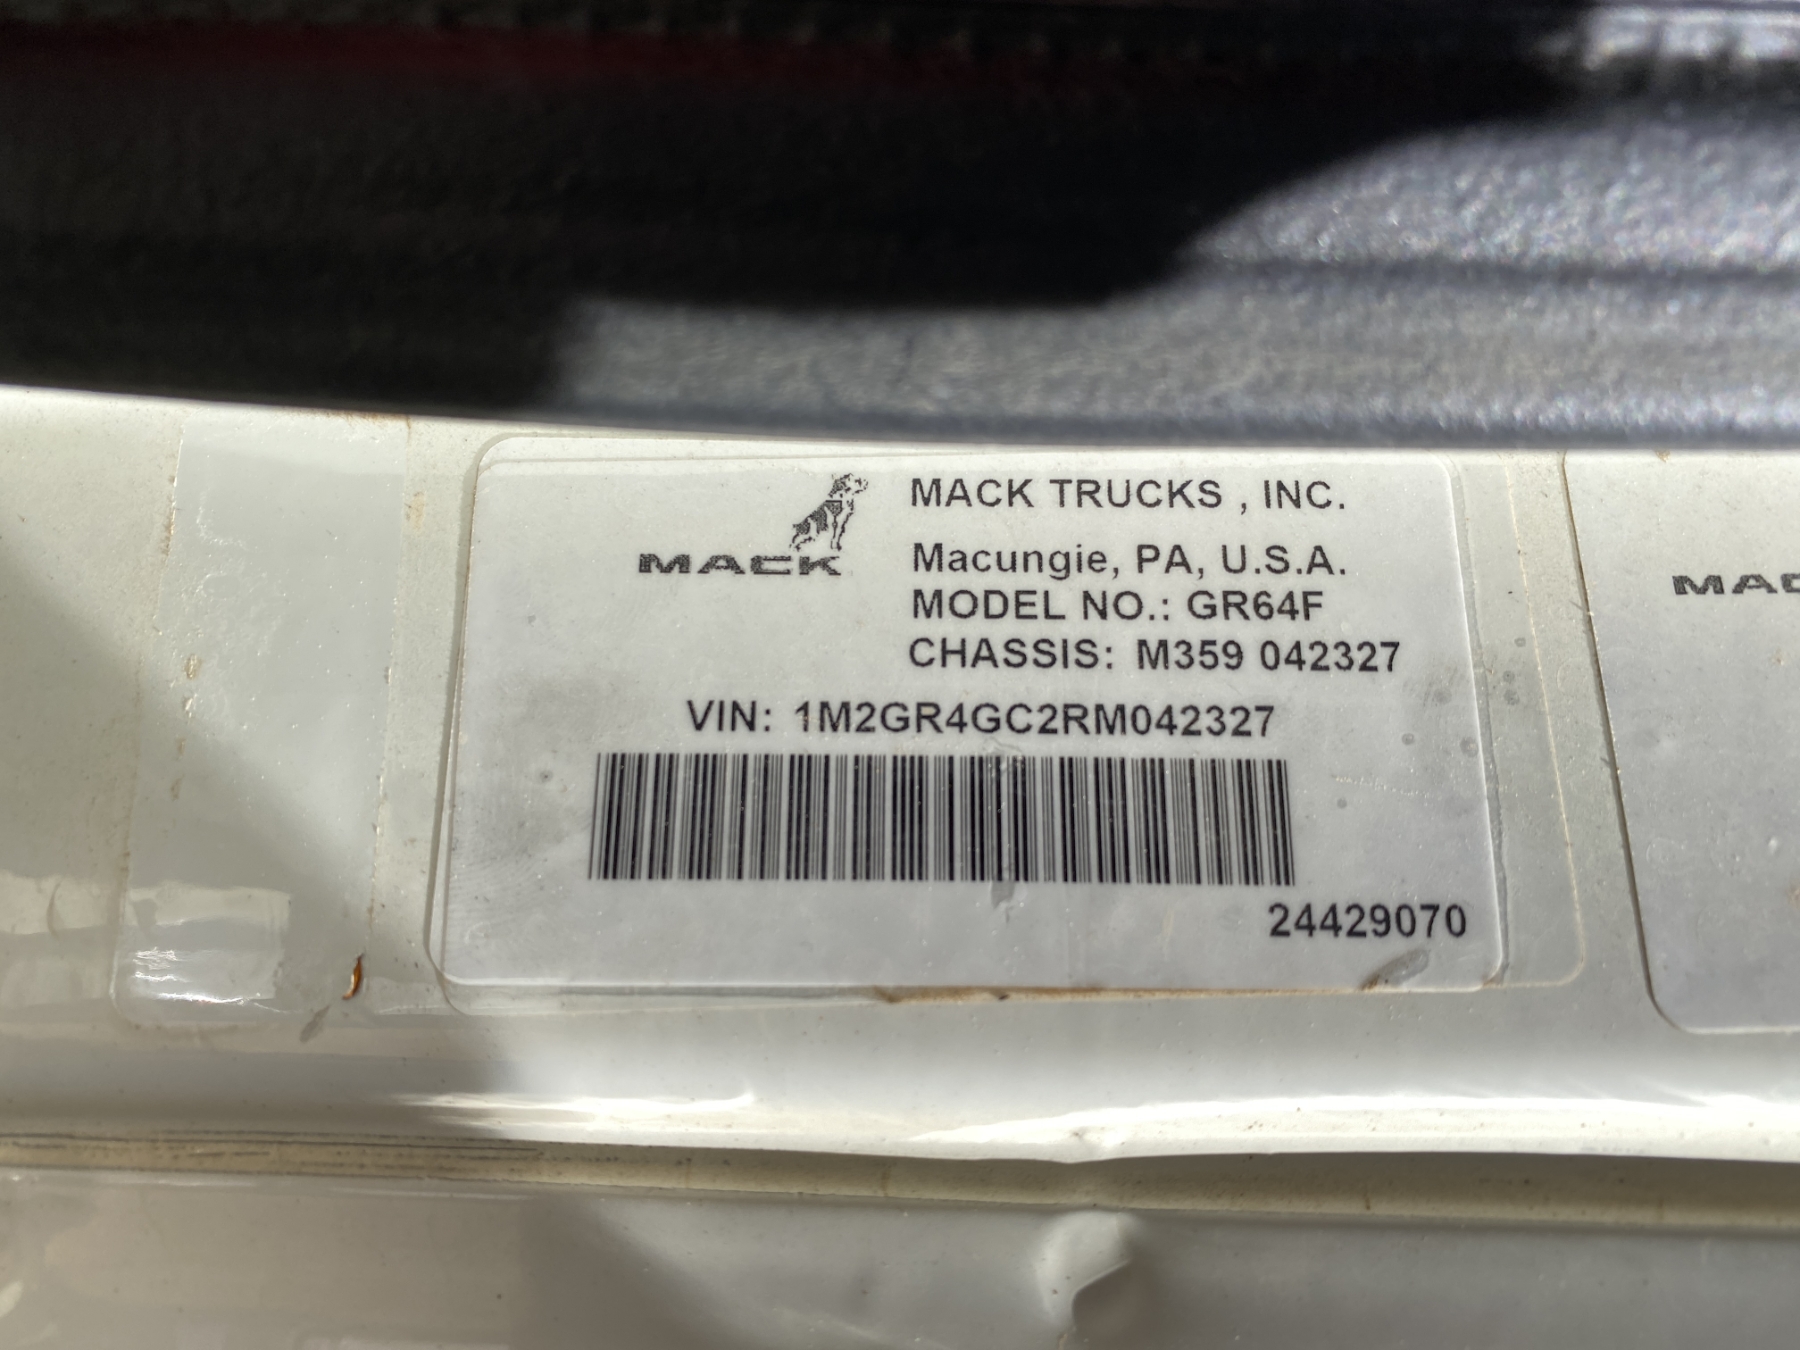 MACK
MACK TRUCKS , INC.
Macungie, PA, U.S.A.
MODEL NO.: GR64F
CHASSIS: M359 042327
VIN: 1M2GR4GC2RM042327
24429070